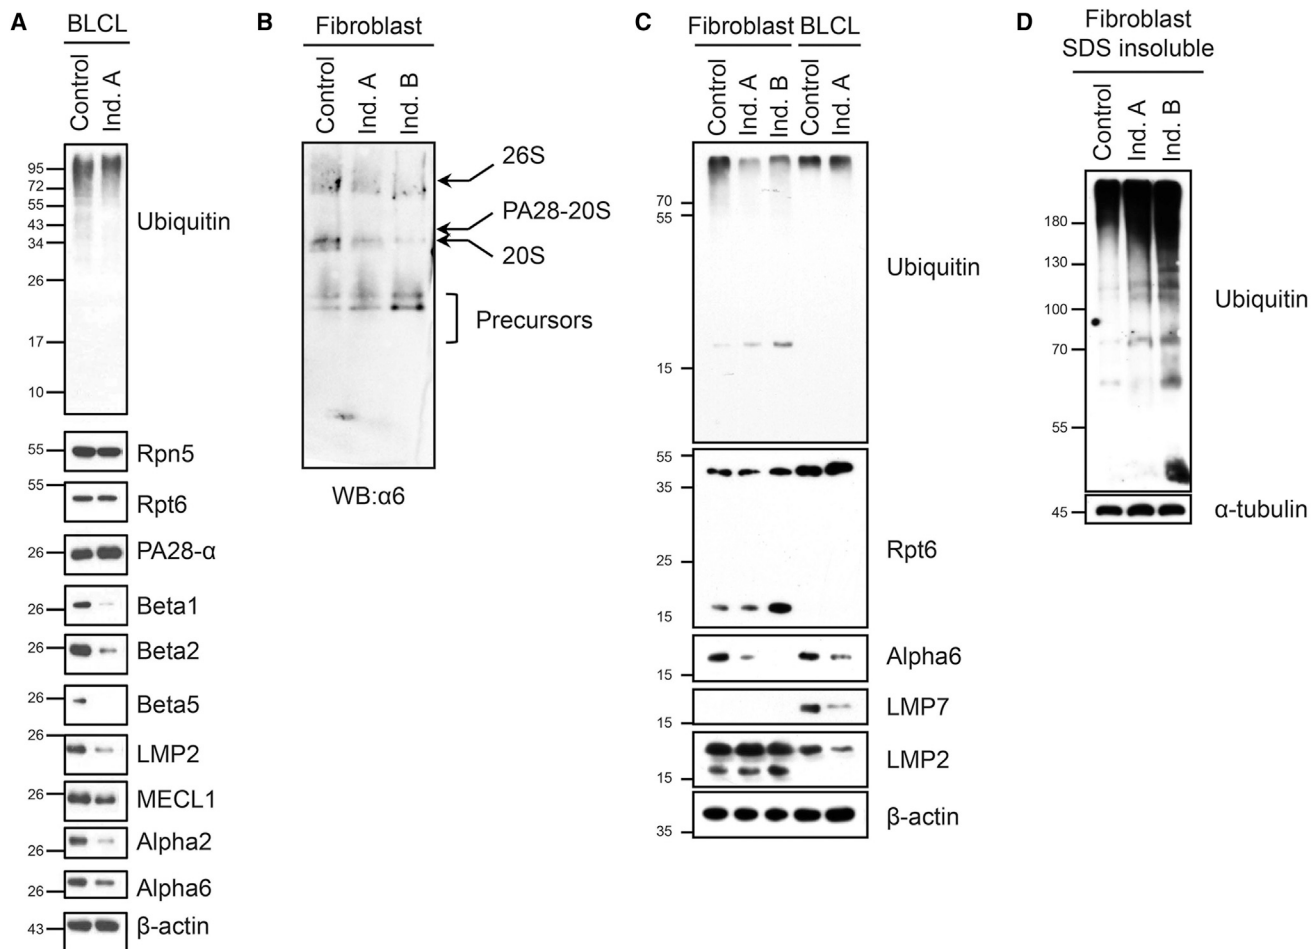 A
BLCL
Control
Ind. A
95
72
55
43
34
26
17
10
Ubiquitin
55
Rpn5
55
Rpt6
26
PA28-α
26
Beta1
26
Beta2
26
Beta5
26
LMP2
26
MECL1
26
Alpha2
26
Alpha6
43
β-actin
B
Fibroblast
Control
Ind. A
Ind. B
26S
PA28-20S
20S
Precursors
WB:α6
C
Fibroblast BLCL
Control
Ind. A
Ind. B
Control
Ind. A
70
55
15
Ubiquitin
55
35
25
15
Rpt6
15
Alpha6
15
LMP7
15
LMP2
35
β-actin
D
Fibroblast
SDS insoluble
Control
Ind. A
Ind. B
180
130
100
70
55
Ubiquitin
45
α-tubulin